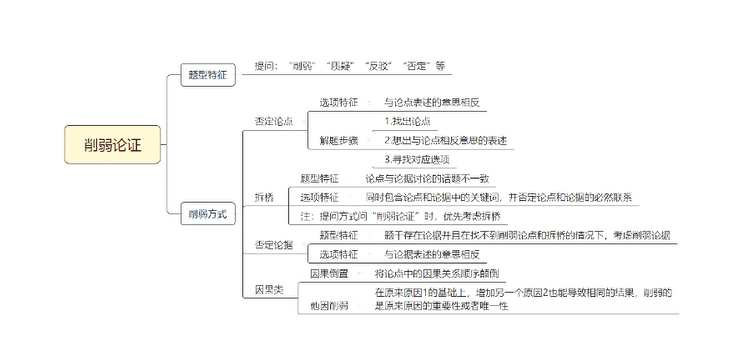 削弱论证
题型特征
提问：“削弱”“质疑”“反驳”“否定”等
削弱方式
否定论点
选项特征
与论点表述的意思相反
解题步骤
1.找出论点
2.想出与论点相反意思的表述
3.寻找对应选项
拆桥
题型特征
论点与论据讨论的话题不一致
选项特征
同时包含论点和论据中的关键词，并否定论点和论据的必然联系
注：提问方式问“削弱论证”时，优先考虑拆桥
否定论据
题型特征
题干存在论据并且在找不到削弱论点和拆桥的情况下，考虑削弱论据
选项特征
与论据表述的意思相反
因果类
因果倒置
将论点中的因果关系顺序颠倒
他因削弱
在原来原因1的基础上，增加另一个原因2也能导致相同的结果，削弱的
是原来原因的重要性或者唯一性